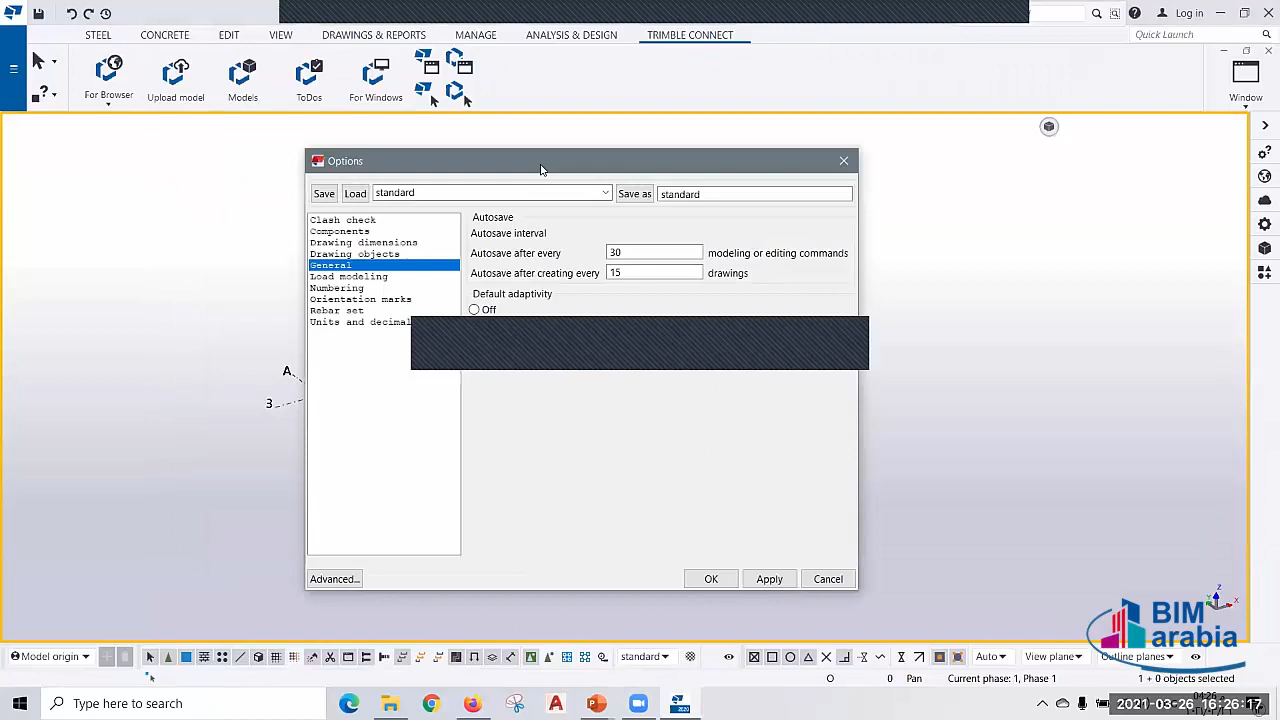 Log in
STEEL CONCRETE EDIT VIEW DRAWINGS & REPORTS MANAGE ANALYSIS & DESIGN TRIMBLE CONNECT Quick Launch
For Browser Upload model Models ToDos For Windows Window
Options
Save Load standard Save as standard
Clash check
Components
Drawing dimensions
Drawing objects
General
Load modeling
Numbering
Orientation marks
Rebar set
Units and decimal
Autosave
Autosave interval
Autosave after every 30 modeling or editing commands
Autosave after creating every 15 drawings
Default adaptivity
Off
A
3
Advanced... OK Apply Cancel
Z
X
BIM
arabia
Model origin standard Auto View plane Outline planes
O 0 Pan Current phase: 1, Phase 1 1 + 0 objects selected
Type here to search
2020
04:26
2021-03-26 16:26:17